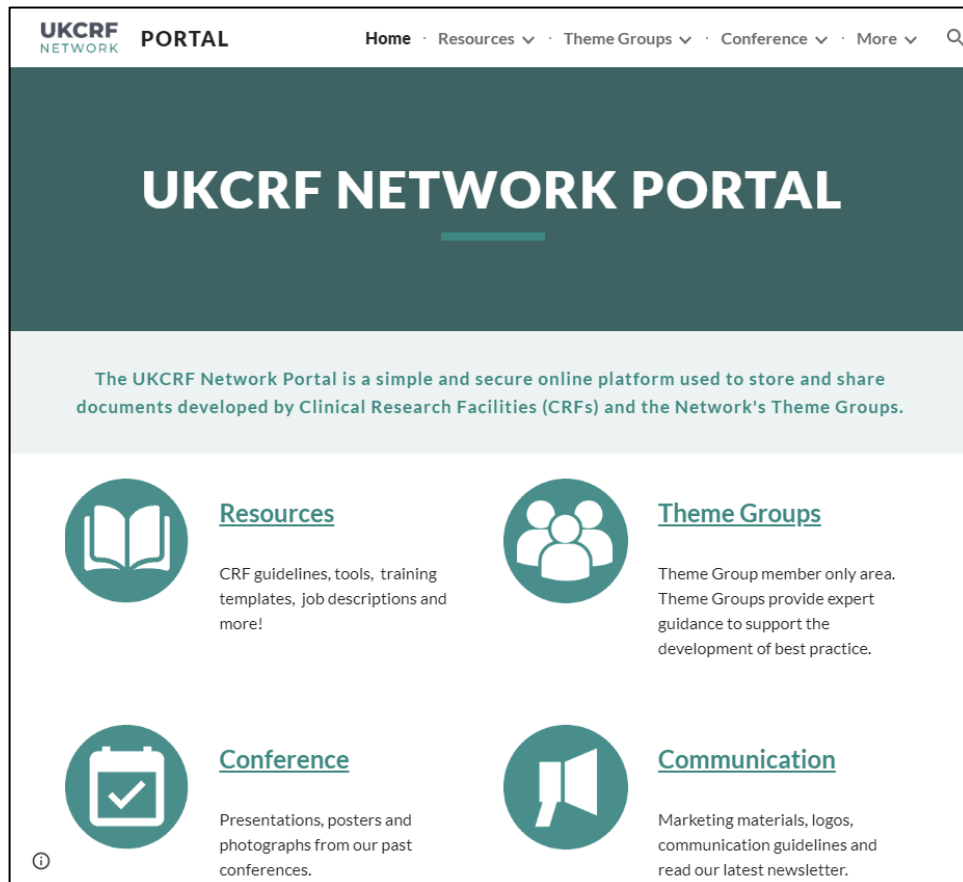 UKCRF
NETWORK
PORTAL
Home · Resources · Theme Groups · Conference · More
UKCRF NETWORK PORTAL
The UKCRF Network Portal is a simple and secure online platform used to store and share
documents developed by Clinical Research Facilities (CRFs) and the Network's Theme Groups.
Resources
CRF guidelines, tools, training
templates, job descriptions and
more!
Theme Groups
Theme Group member only area.
Theme Groups provide expert
guidance to support the
development of best practice.
Conference
Presentations, posters and
photographs from our past
conferences.
Communication
Marketing materials, logos,
communication guidelines and
read our latest newsletter.